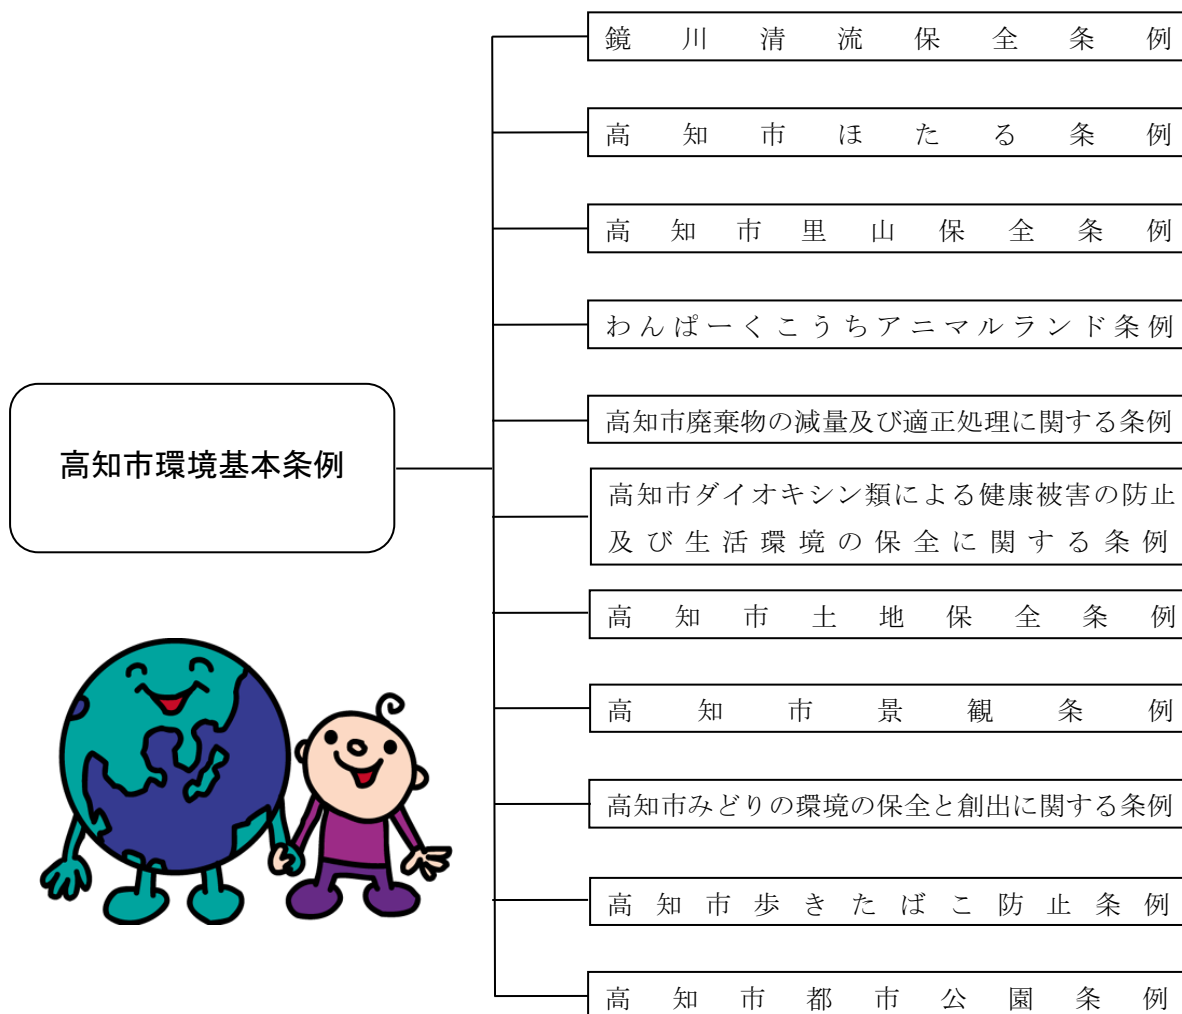 鏡川清流保全条例
高知市ほたる条例
高知市里山保全条例
わんぱーくこうちアニマルランド条例
高知市廃棄物の減量及び適正処理に関する条例
高知市環境基本条例
高知市ダイオキシン類による健康被害の防止
及び生活環境の保全に関する条例
高知市土地保全条例
高知市景観条例
高知市みどりの環境の保全と創出に関する条例
高知市歩きたばこ防止条例
高知市都市公園条例